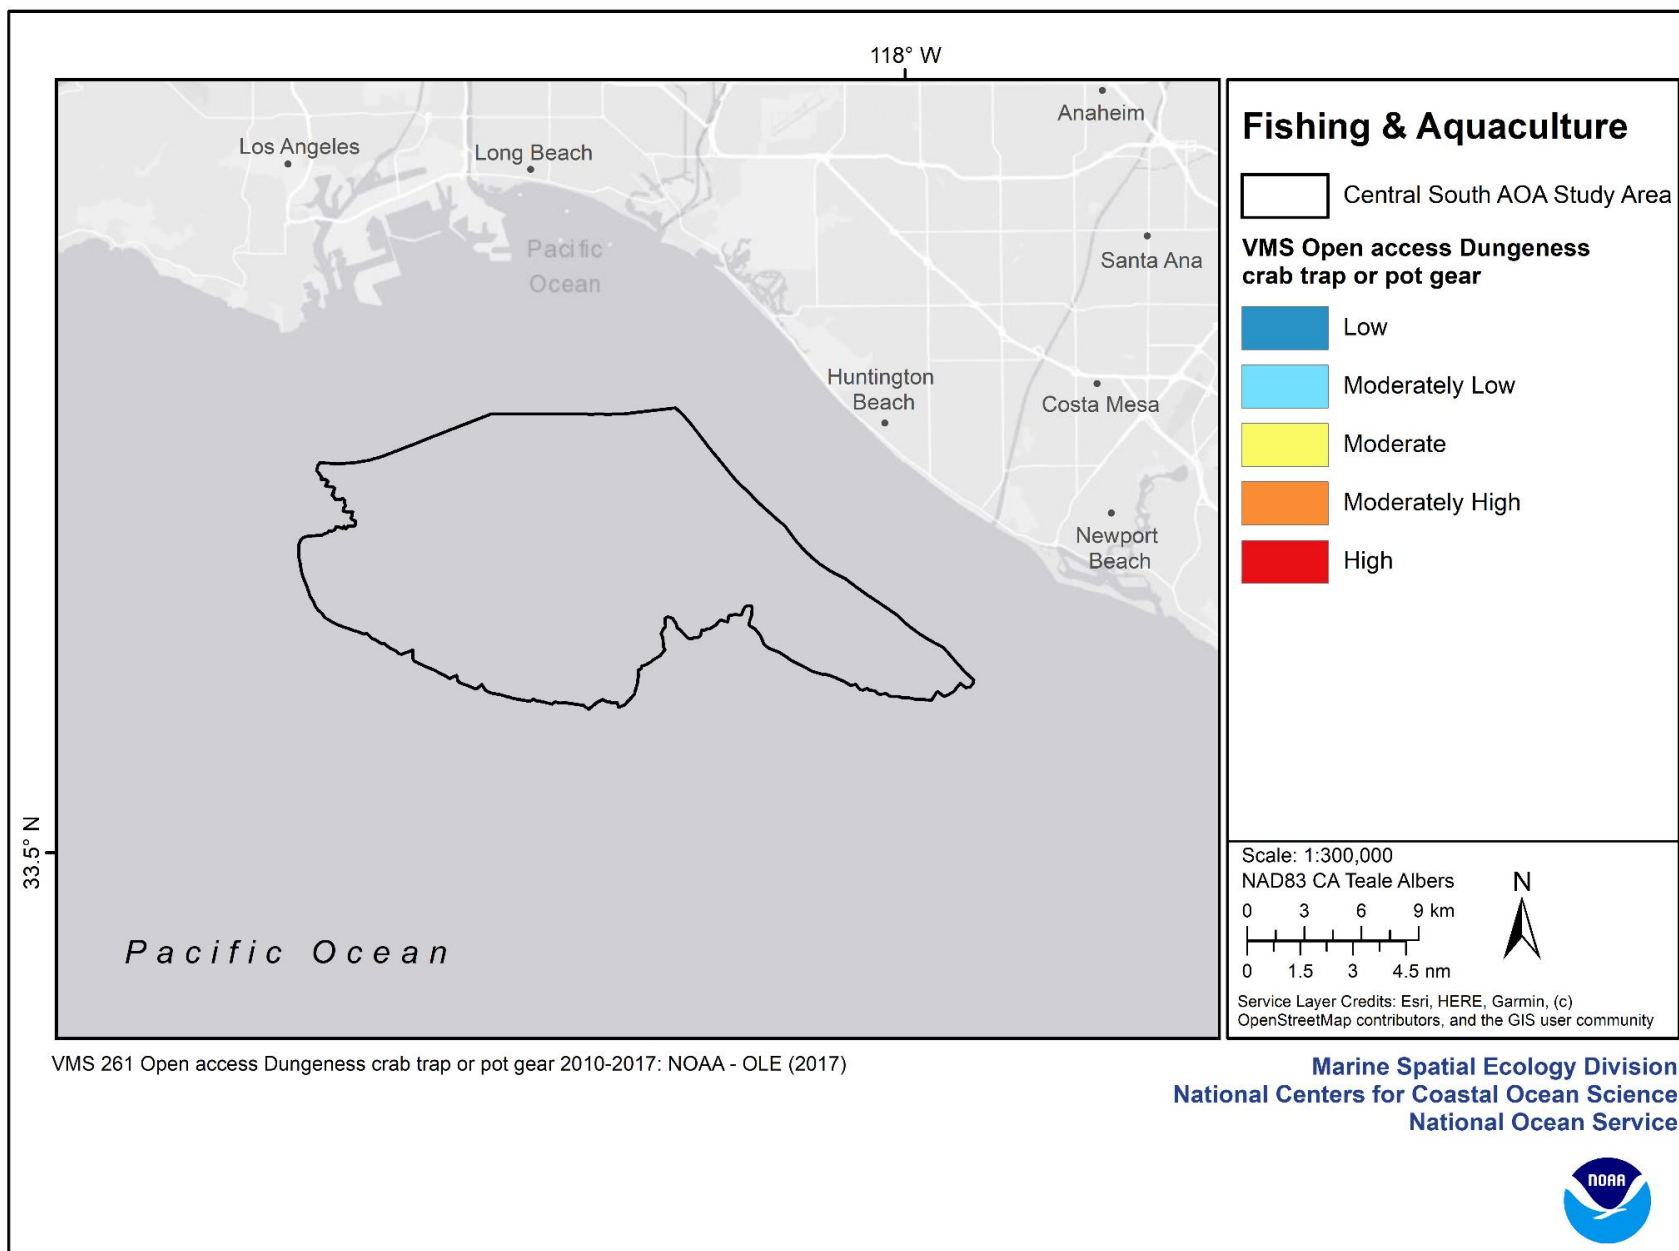 118° W
Anaheim
Los Angeles
Long Beach
Pacific
Ocean
Santa Ana
Huntington
Beach
Costa Mesa
Newport
Beach
33.5° N
Pacific Ocean
Fishing & Aquaculture
Central South AOA Study Area
VMS Open access Dungeness
crab trap or pot gear
Low
Moderately Low
Moderate
Moderately High
High
Scale: 1:300,000
NAD83 CA Teale Albers
N
0 3 6 9 km
0 1.5 3 4.5 nm
Service Layer Credits: Esri, HERE, Garmin, (c)
OpenStreetMap contributors, and the GIS user community
VMS 261 Open access Dungeness crab trap or pot gear 2010-2017: NOAA - OLE (2017)
Marine Spatial Ecology Division
National Centers for Coastal Ocean Science
National Ocean Service
NOAA